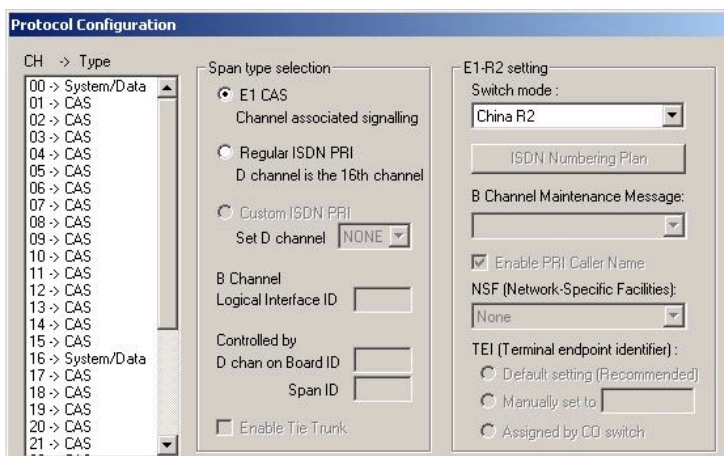 Protocol Configuration
CH -> Type
00 -> System/Data
01 -> CAS
02 -> CAS
03 -> CAS
04 -> CAS
05 -> CAS
06 -> CAS
07 -> CAS
08 -> CAS
09 -> CAS
10 -> CAS
11 -> CAS
12 -> CAS
13 -> CAS
14 -> CAS
15 -> CAS
16 -> System/Data
17 -> CAS
18 -> CAS
19 -> CAS
20 -> CAS
21 -> CAS
Span type selection
E1 CAS
Channel associated signalling
Regular ISDN PRI
D channel is the 16th channel
Custom ISDN PRI
Set D channel NONE
B Channel
Logical Interface ID
Controlled by
D chan on Board ID
Span ID
Enable Tie Trunk
E1-R2 setting
Switch mode :
China R2
ISDN Numbering Plan
B Channel Maintenance Message:
Enable PRI Caller Name
NSF (Network-Specific Facilities):
None
TEI (Terminal endpoint identifier) :
Default setting (Recommended)
Manually set to
Assigned by CO switch